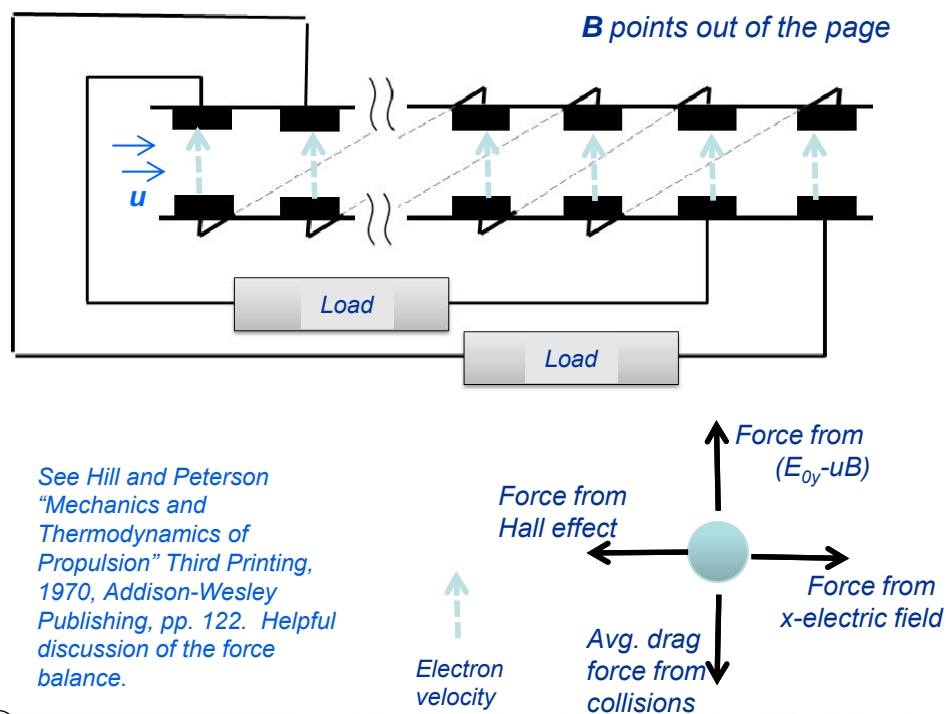 B points out of the page
u
Load
Load
See Hill and Peterson
"Mechanics and
Thermodynamics of
Propulsion" Third Printing,
1970, Addison-Wesley
Publishing, pp. 122. Helpful
discussion of the force
balance.
Electron
velocity
Force from
(E0y-uB)
Force from
Hall effect
Force from
x-electric field
Avg. drag
force from
collisions